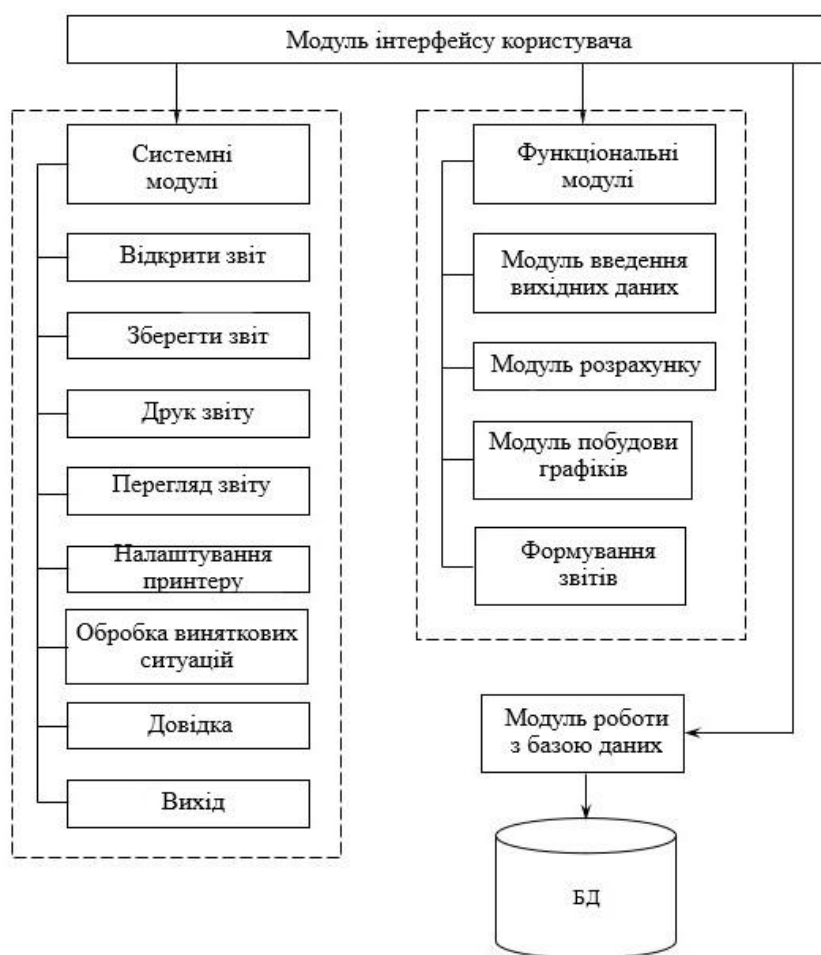 Модуль інтерфейсу користувача
Системні
модулі
Відкрити звіт
Зберегти звіт
Друк звіту
Перегляд звіту
Налаштування
принтеру
Обробка виняткових
ситуацій
Довідка
Вихід
Функціональні
модулі
Модуль введення
вихідних даних
Модуль розрахунку
Модуль побудови
графіків
Формування
звітів
Модуль роботи
з базою даних
БД